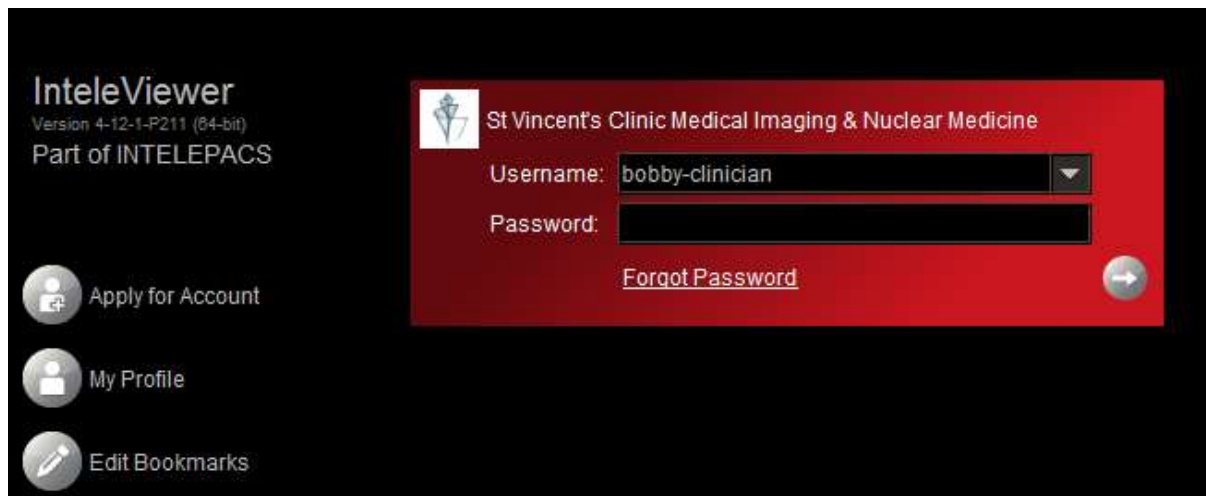 InteleViewer
Version 4-12-1-P211 (64-bit)
Part of INTELEPACS
St Vincent's Clinic Medical Imaging & Nuclear Medicine
Username: bobby-clinician
Password:
Forgot Password
Apply for Account
My Profile
Edit Bookmarks